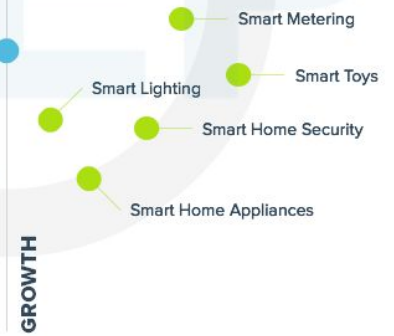 Smart Metering
Smart Toys
Smart Lighting
Smart Home Security
Smart Home Appliances
GROWTH